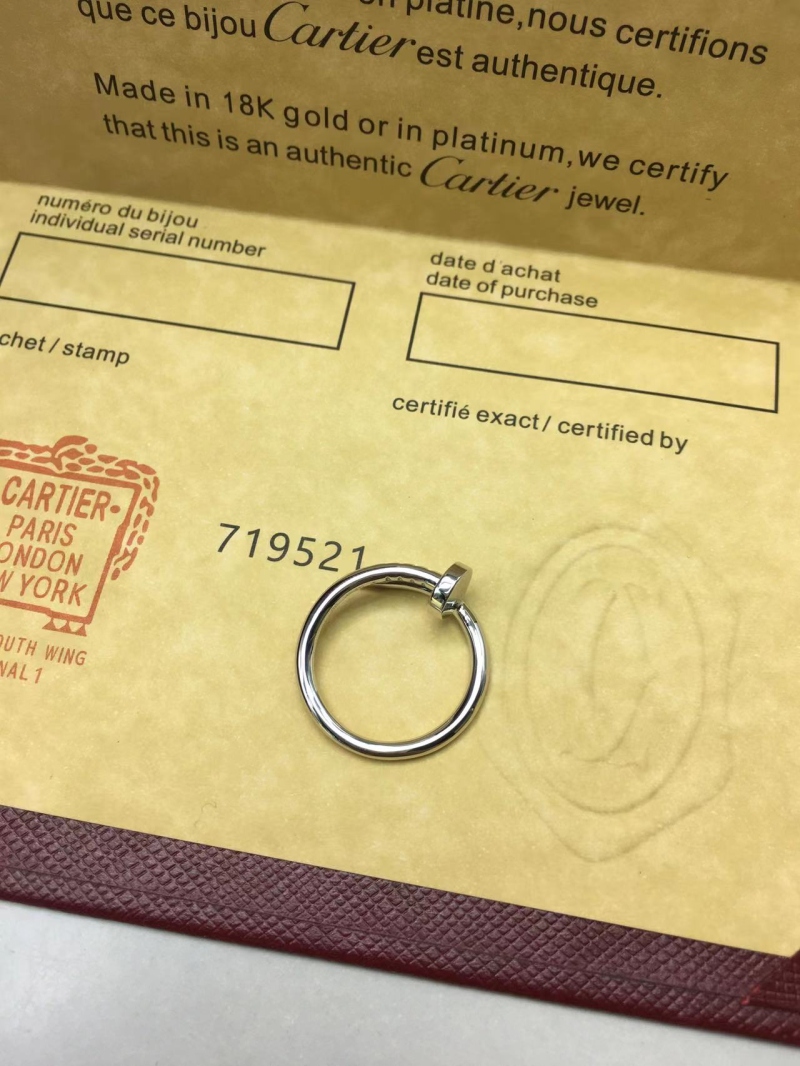 platine, nous certifions
que ce bijou Cartier est authentique.
Made in 18K gold or in platinum, we certify
that this is an authentic Cartier jewel.
numéro du bijou
individual serial number
date d'achat
date of purchase
chet / stamp
certifié exact / certified by
CARTIER-
PARIS
ONDON
W YORK
OUTH WING
NAL 1
719521